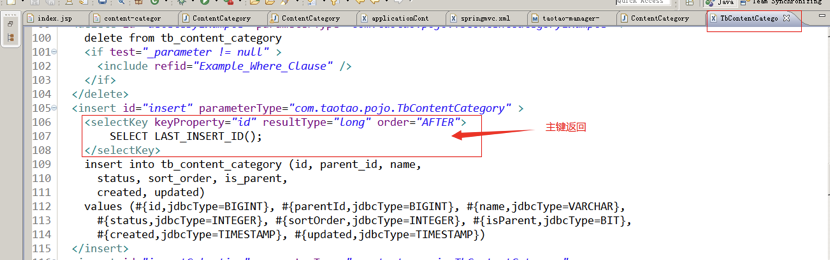 Quick Access
Java
Team Synchronizing
index.jsp
content-categor
ContentCategory
ContentCategory
applicationCont
springmvc.xml
taotao-manager-
ContentCategory
TbContentCatego
100 delete from tb_content_category
101 <if test="_parameter != null" >
102 <include refid="Example_Where_Clause" />
103 </if>
104 </delete>
105 <insert id="insert" parameterType="com.taotao.pojo.TbContentCategory" >
106 <selectKey keyProperty="id" resultType="Long" order="AFTER">
107 SELECT LAST_INSERT_ID();
主键返回
108 </selectKey>
109 insert into tb_content_category (id, parent_id, name,
110 status, sort_order, is_parent,
111 created, updated)
112 values (#{id,jdbcType=BIGINT}, #{parentId,jdbcType=BIGINT}, #{name,jdbcType=VARCHAR},
113 #{status,jdbcType=INTEGER}, #{sortOrder,jdbcType=INTEGER}, #{isParent,jdbcType=BIT},
114 #{created,jdbcType=TIMESTAMP}, #{updated,jdbcType=TIMESTAMP})
115 </insert>